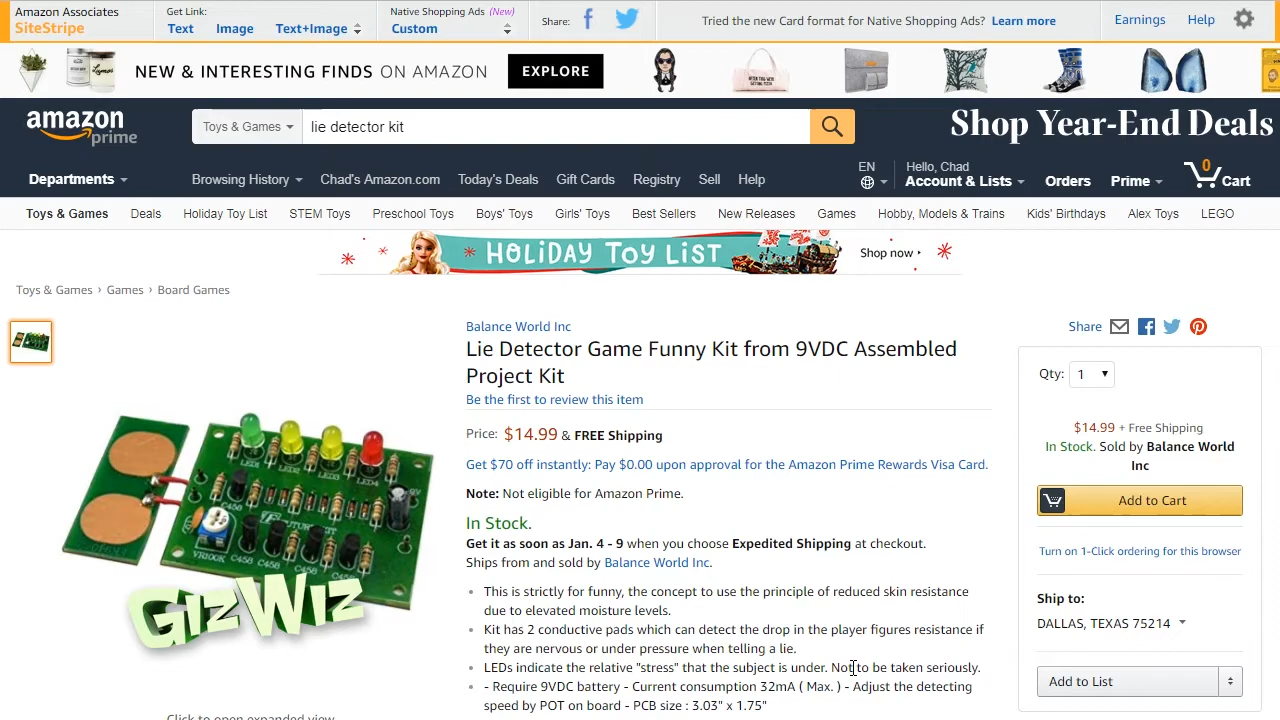 Amazon Associates
SiteStripe
Get Link:
Text Image Text+Image
Native Shopping Ads (New)
Custom
Share:
Tried the new Card format for Native Shopping Ads? Learn more
Earnings Help
NEW & INTERESTING FINDS ON AMAZON EXPLORE
amazon prime
Toys & Games lie detector kit
Shop Year-End Deals
Departments
Browsing History Chad's Amazon.com Today's Deals Gift Cards Registry Sell Help
EN
Hello, Chad
Account & Lists Orders Prime 0 Cart
Toys & Games Deals Holiday Toy List STEM Toys Preschool Toys Boys' Toys Girls' Toys Best Sellers New Releases Games Hobby, Models & Trains Kids' Birthdays Alex Toys LEGO
HOLIDAY TOY LIST Shop now
Toys & Games › Games › Board Games
Balance World Inc
Lie Detector Game Funny Kit from 9VDC Assembled
Project Kit
Be the first to review this item
Price: $14.99 & FREE Shipping
Get $70 off instantly: Pay $0.00 upon approval for the Amazon Prime Rewards Visa Card.
Note: Not eligible for Amazon Prime.
In Stock.
Get it as soon as Jan. 4 - 9 when you choose Expedited Shipping at checkout.
Ships from and sold by Balance World Inc.
This is strictly for funny, the concept to use the principle of reduced skin resistance
due to elevated moisture levels.
Kit has 2 conductive pads which can detect the drop in the player figures resistance if
they are nervous or under pressure when telling a lie.
LEDs indicate the relative "stress" that the subject is under. Not to be taken seriously.
- Require 9VDC battery - Current consumption 32mA ( Max. ) - Adjust the detecting
speed by POT on board - PCB size : 3.03" x 1.75"
Share
Qty: 1
$14.99 + Free Shipping
In Stock. Sold by Balance World
Inc
Add to Cart
Turn on 1-Click ordering for this browser
Ship to:
DALLAS, TEXAS 75214
Add to List
LED1 LED2 LED3 LED4
C458
VR100K C458 C458 C458
GizWiz
Click to open expanded view